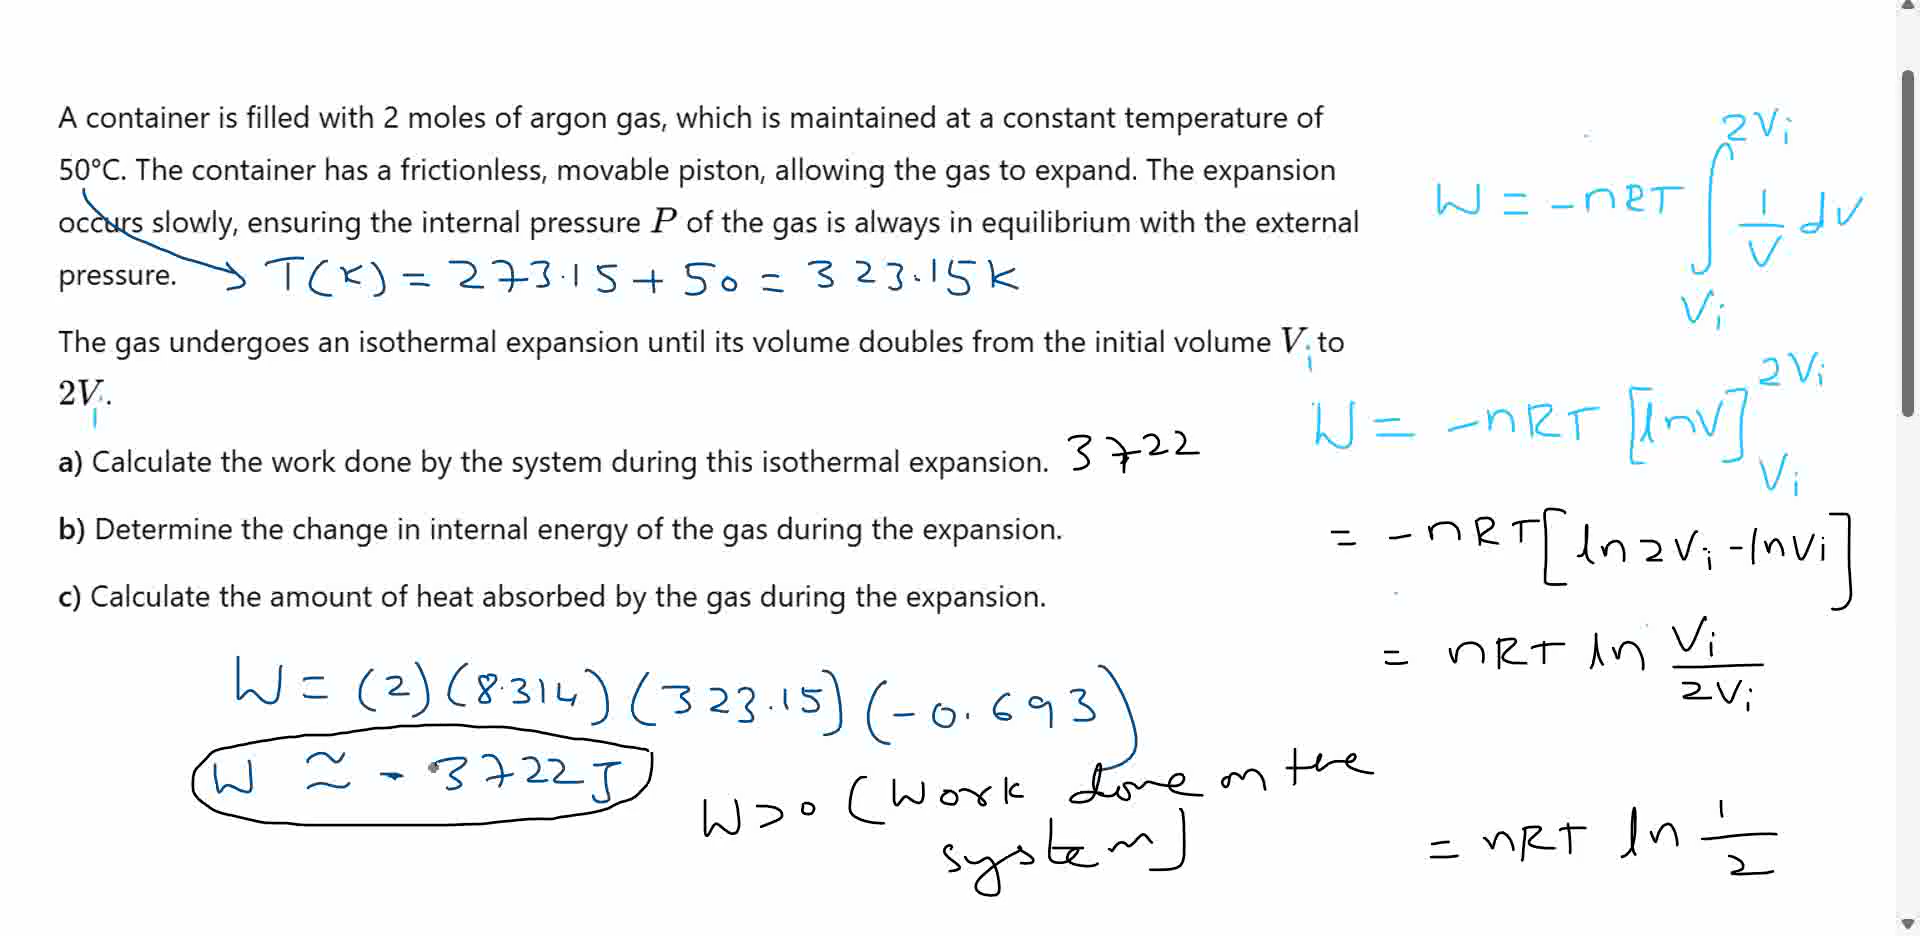 A container is filled with 2 moles of argon gas, which is maintained at a constant temperature of
50°C. The container has a frictionless, movable piston, allowing the gas to expand. The expansion
occurs slowly, ensuring the internal pressure P of the gas is always in equilibrium with the external
pressure.
T(K) = 273.15 + 50 = 323.15K
The gas undergoes an isothermal expansion until its volume doubles from the initial volume Vi to
2Vi.
a) Calculate the work done by the system during this isothermal expansion. 3722
b) Determine the change in internal energy of the gas during the expansion.
c) Calculate the amount of heat absorbed by the gas during the expansion.
W = (2)(8.314)(323.15)(-0.693)
W ≈ -3722J
W>0 (Work done on the
system)
W = -nRT ∫ 2Vi Vi 1/V dV
W = -nRT [lnV] 2Vi Vi
= -nRT[ln2Vi - lnVi]
= nRT ln Vi/2Vi
= nRT ln 1/2